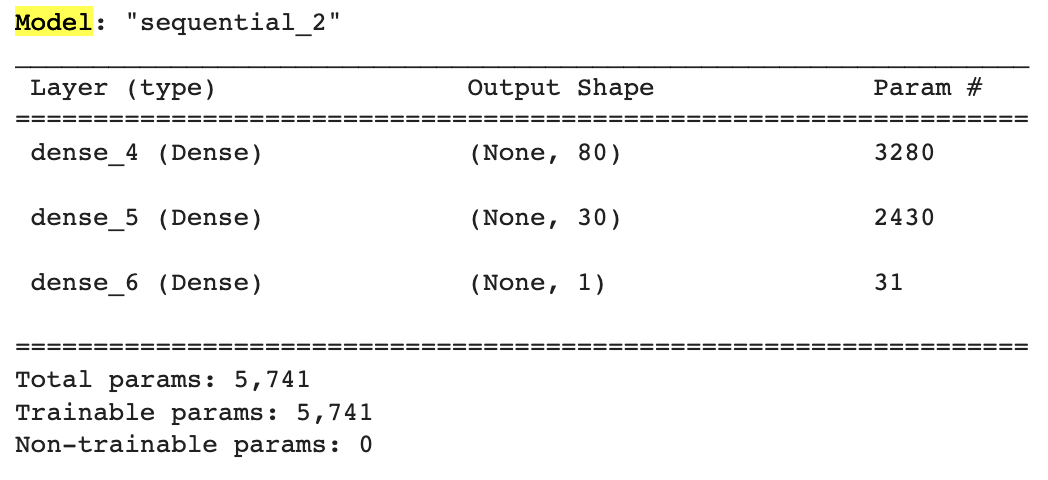 Model: "sequential_2"
Layer (type) Output Shape Param #
=================================================================
dense_4 (Dense) (None, 80) 3280
dense_5 (Dense) (None, 30) 2430
dense_6 (Dense) (None, 1) 31
=================================================================
Total params: 5,741
Trainable params: 5,741
Non-trainable params: 0